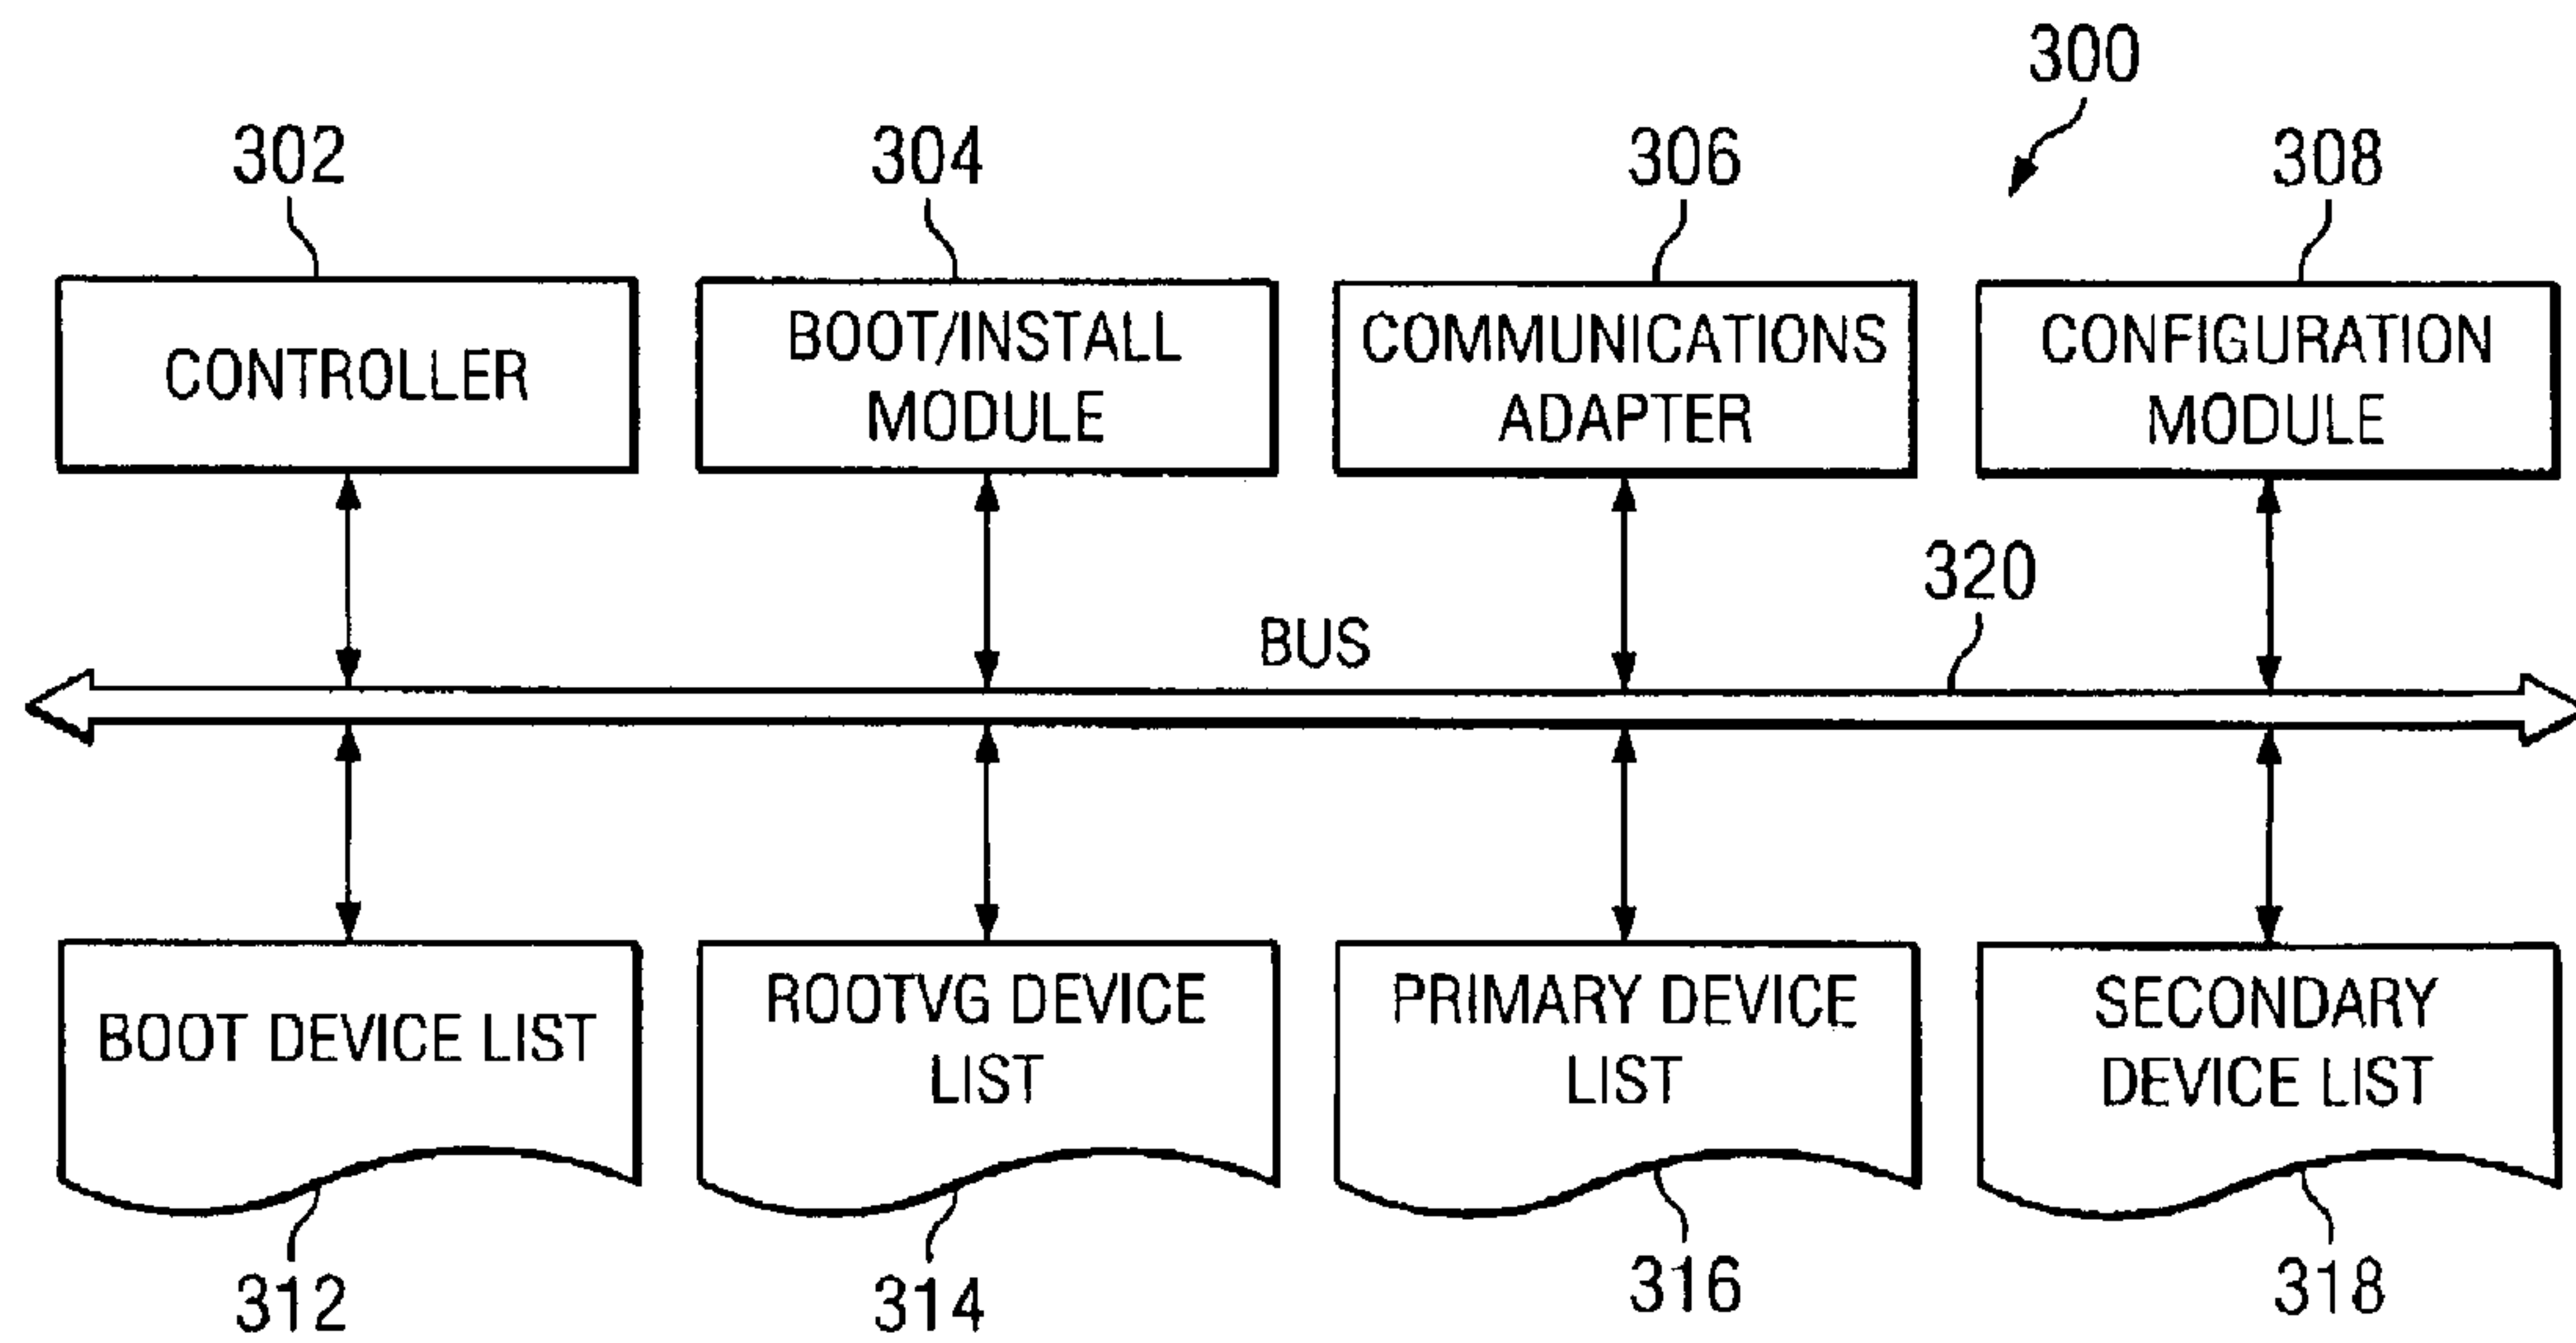 300
302
304
306
308
CONTROLLER
BOOT/INSTALL
MODULE
COMMUNICATIONS
ADAPTER
CONFIGURATION
MODULE
320
BUS
BOOT DEVICE LIST
ROOTVG DEVICE
LIST
PRIMARY DEVICE
LIST
SECONDARY
DEVICE LIST
312
314
316
318